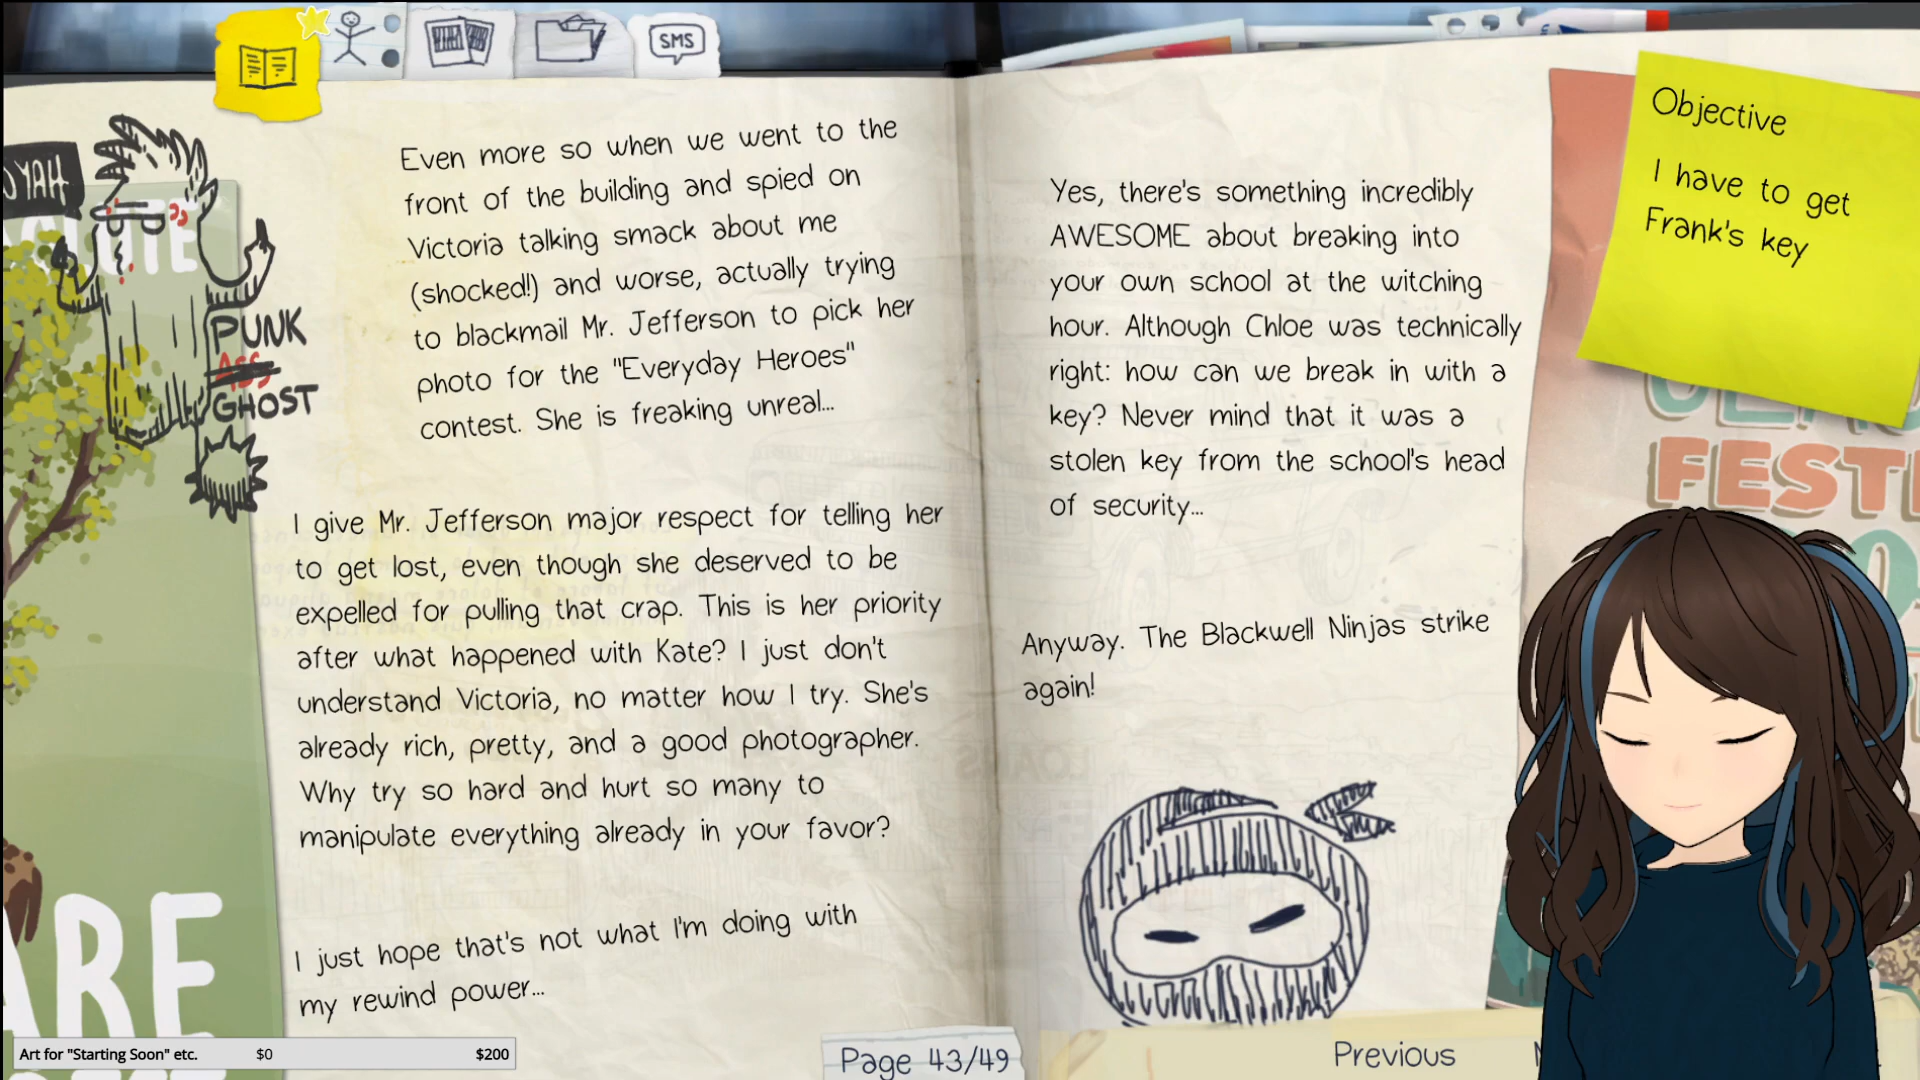 SMS
YAH
PUNK
ASS
GHOST
ARE
Even more so when we went to the
front of the building and spied on
Victoria talking smack about me
(shocked!) and worse, actually trying
to blackmail Mr. Jefferson to pick her
photo for the "Everyday Heroes"
contest. She is freaking unreal...
I give Mr. Jefferson major respect for telling her
to get lost, even though she deserved to be
expelled for pulling that crap. This is her priority
after what happened with Kate? I just don't
understand Victoria, no matter how I try. She's
already rich, pretty, and a good photographer.
Why try so hard and hurt so many to
manipulate everything already in your favor?
I just hope that's not what I'm doing with
my rewind power...
Yes, there's something incredibly
AWESOME about breaking into
your own school at the witching
hour. Although Chloe was technically
right: how can we break in with a
key? Never mind that it was a
stolen key from the school's head
of security...
Anyway. The Blackwell Ninjas strike
again!
Objective
I have to get
Frank's key
FEST
Art for "Starting Soon" etc. $0 $200
Page 43/49
Previous